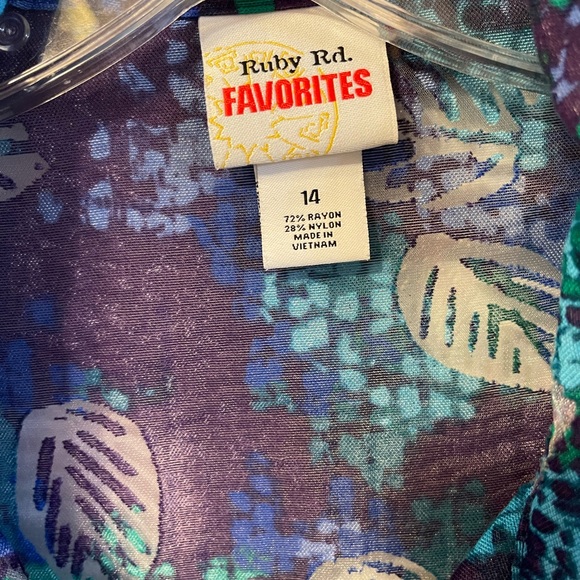 Ruby Rd.
FAVORITES
14
72% RAYON
28% NYLON
MADE IN
VIETNAM